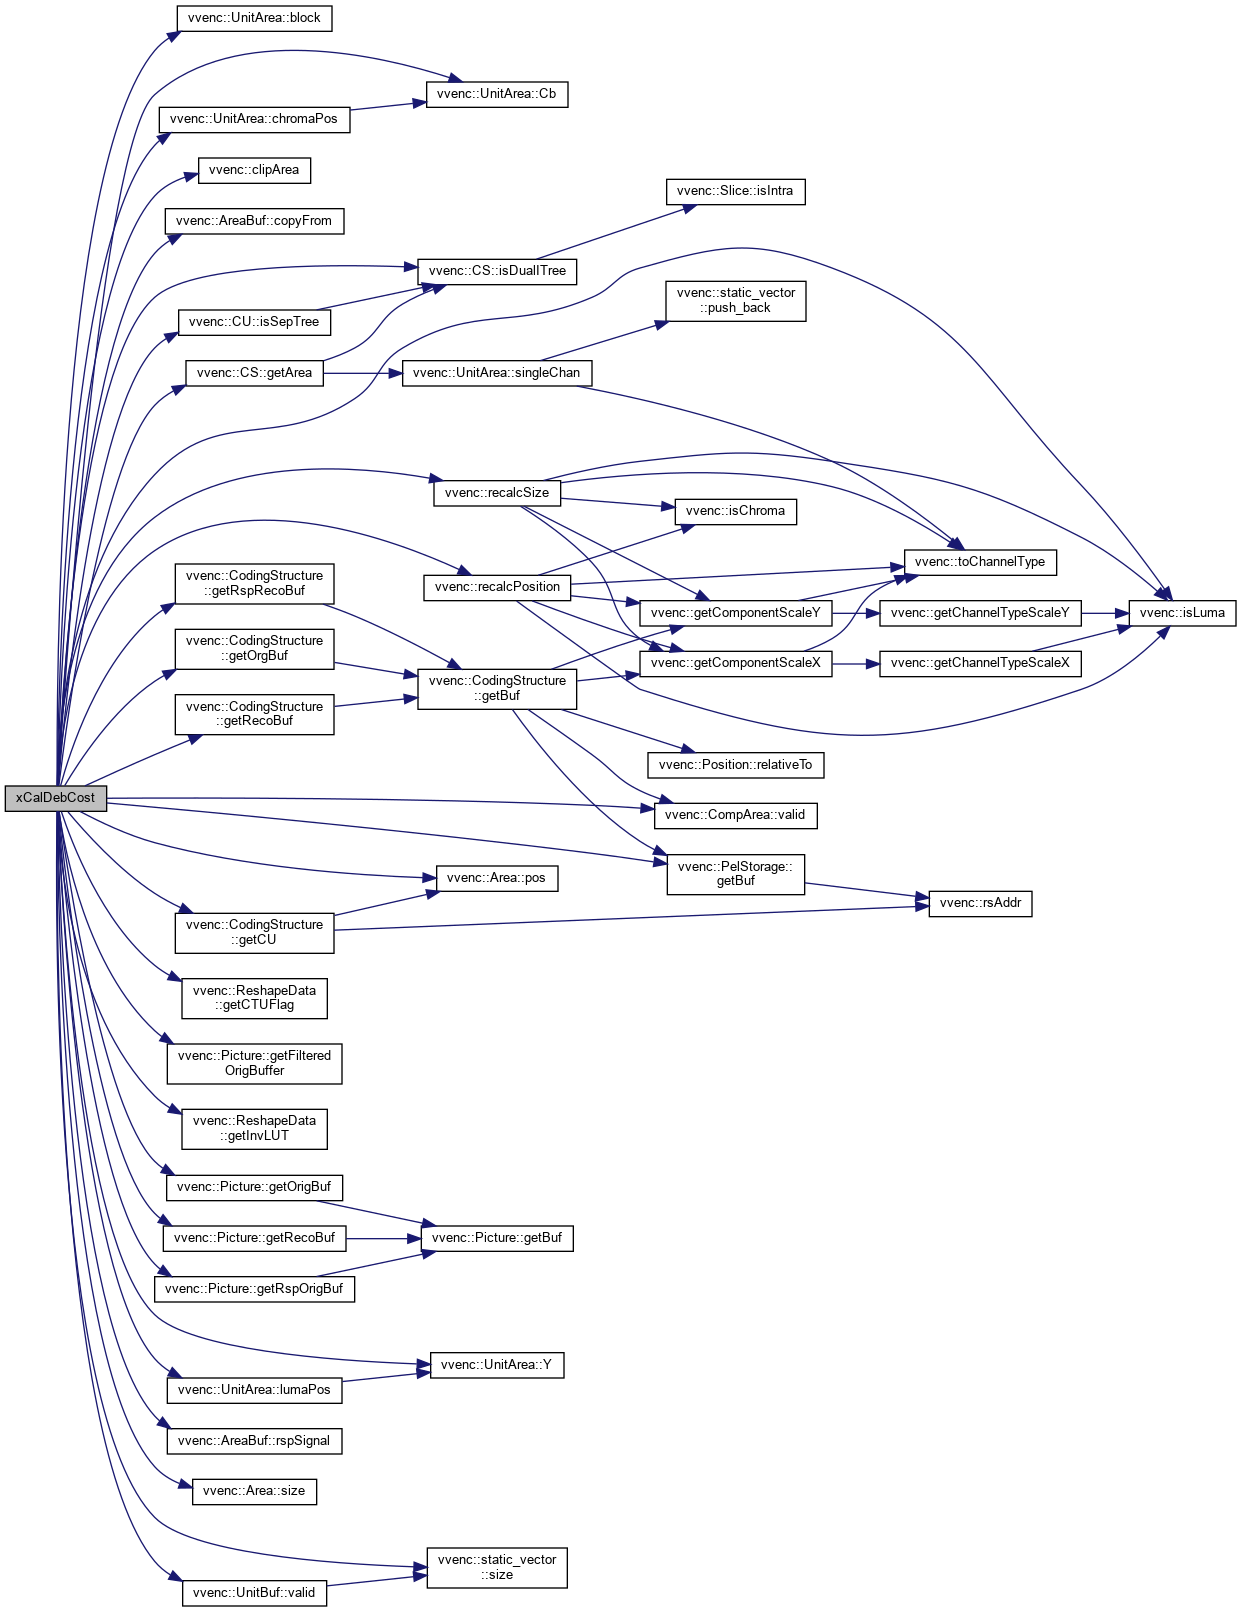 vvenc::UnitArea::block
vvenc::UnitArea::Cb
vvenc::UnitArea::chromaPos
vvenc::clipArea
vvenc::Slice::isIntra
vvenc::AreaBuf::copyFrom
vvenc::CS::isDualITree
vvenc::static_vector
::push_back
vvenc::CU::isSepTree
vvenc::CS::getArea
vvenc::UnitArea::singleChan
vvenc::recalcSize
vvenc::isChroma
vvenc::toChannelType
vvenc::CodingStructure
::getRspRecoBuf
vvenc::recalcPosition
vvenc::getComponentScaleY
vvenc::getChannelTypeScaleY
vvenc::isLuma
vvenc::CodingStructure
::getOrgBuf
vvenc::getComponentScaleX
vvenc::getChannelTypeScaleX
vvenc::CodingStructure
::getBuf
vvenc::CodingStructure
::getRecoBuf
vvenc::Position::relativeTo
xCalDebCost
vvenc::CompArea::valid
vvenc::PelStorage::
getBuf
vvenc::Area::pos
vvenc::rsAddr
vvenc::CodingStructure
::getCU
vvenc::ReshapeData
::getCTUFlag
vvenc::Picture::getFiltered
OrigBuffer
vvenc::ReshapeData
::getInvLUT
vvenc::Picture::getOrigBuf
vvenc::Picture::getRecoBuf
vvenc::Picture::getBuf
vvenc::Picture::getRspOrigBuf
vvenc::UnitArea::Y
vvenc::UnitArea::lumaPos
vvenc::AreaBuf::rspSignal
vvenc::Area::size
vvenc::static_vector
::size
vvenc::UnitBuf::valid